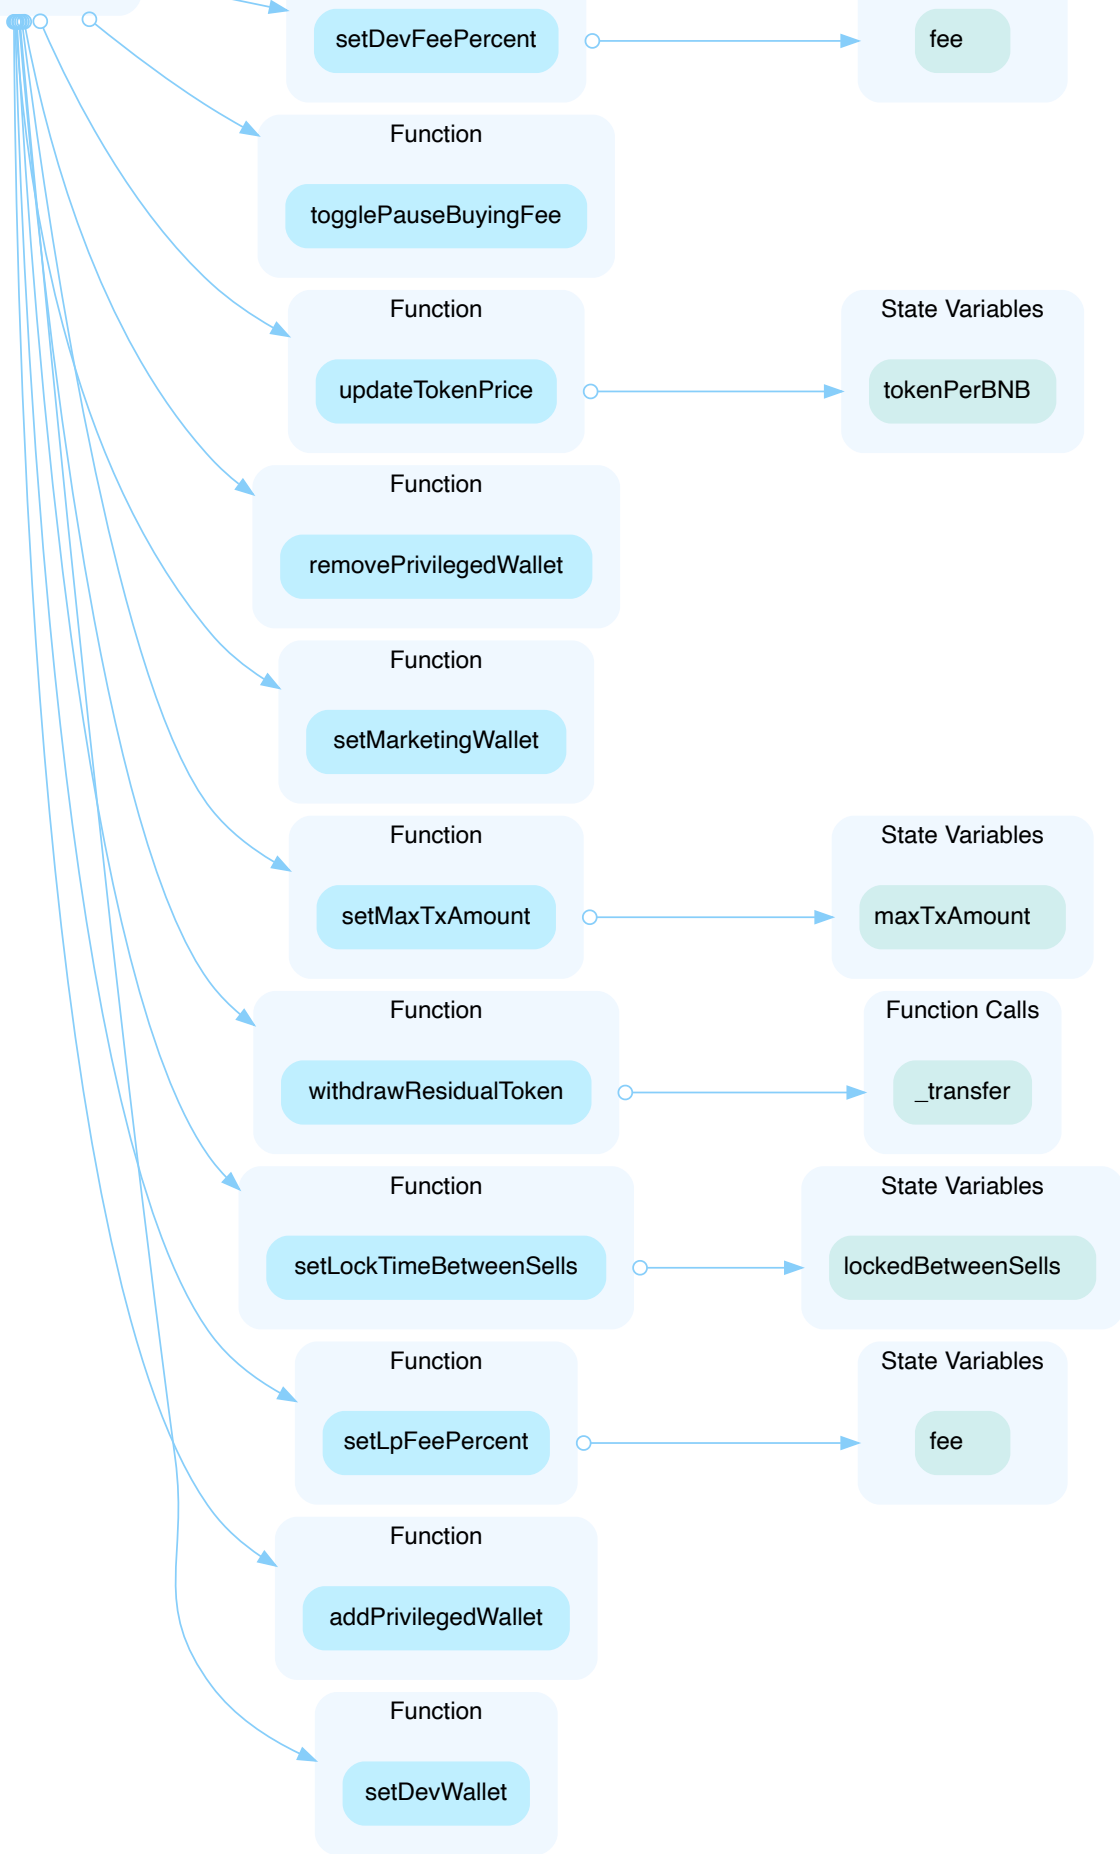 setDevFeePercent
fee
Function
togglePauseBuyingFee
Function
State Variables
updateTokenPrice
tokenPerBNB
Function
removePrivilegedWallet
Function
setMarketingWallet
Function
State Variables
setMaxTxAmount
maxTxAmount
Function
Function Calls
withdrawResidualToken
_transfer
Function
State Variables
setLockTimeBetweenSells
lockedBetweenSells
Function
State Variables
setLpFeePercent
fee
Function
addPrivilegedWallet
Function
setDevWallet